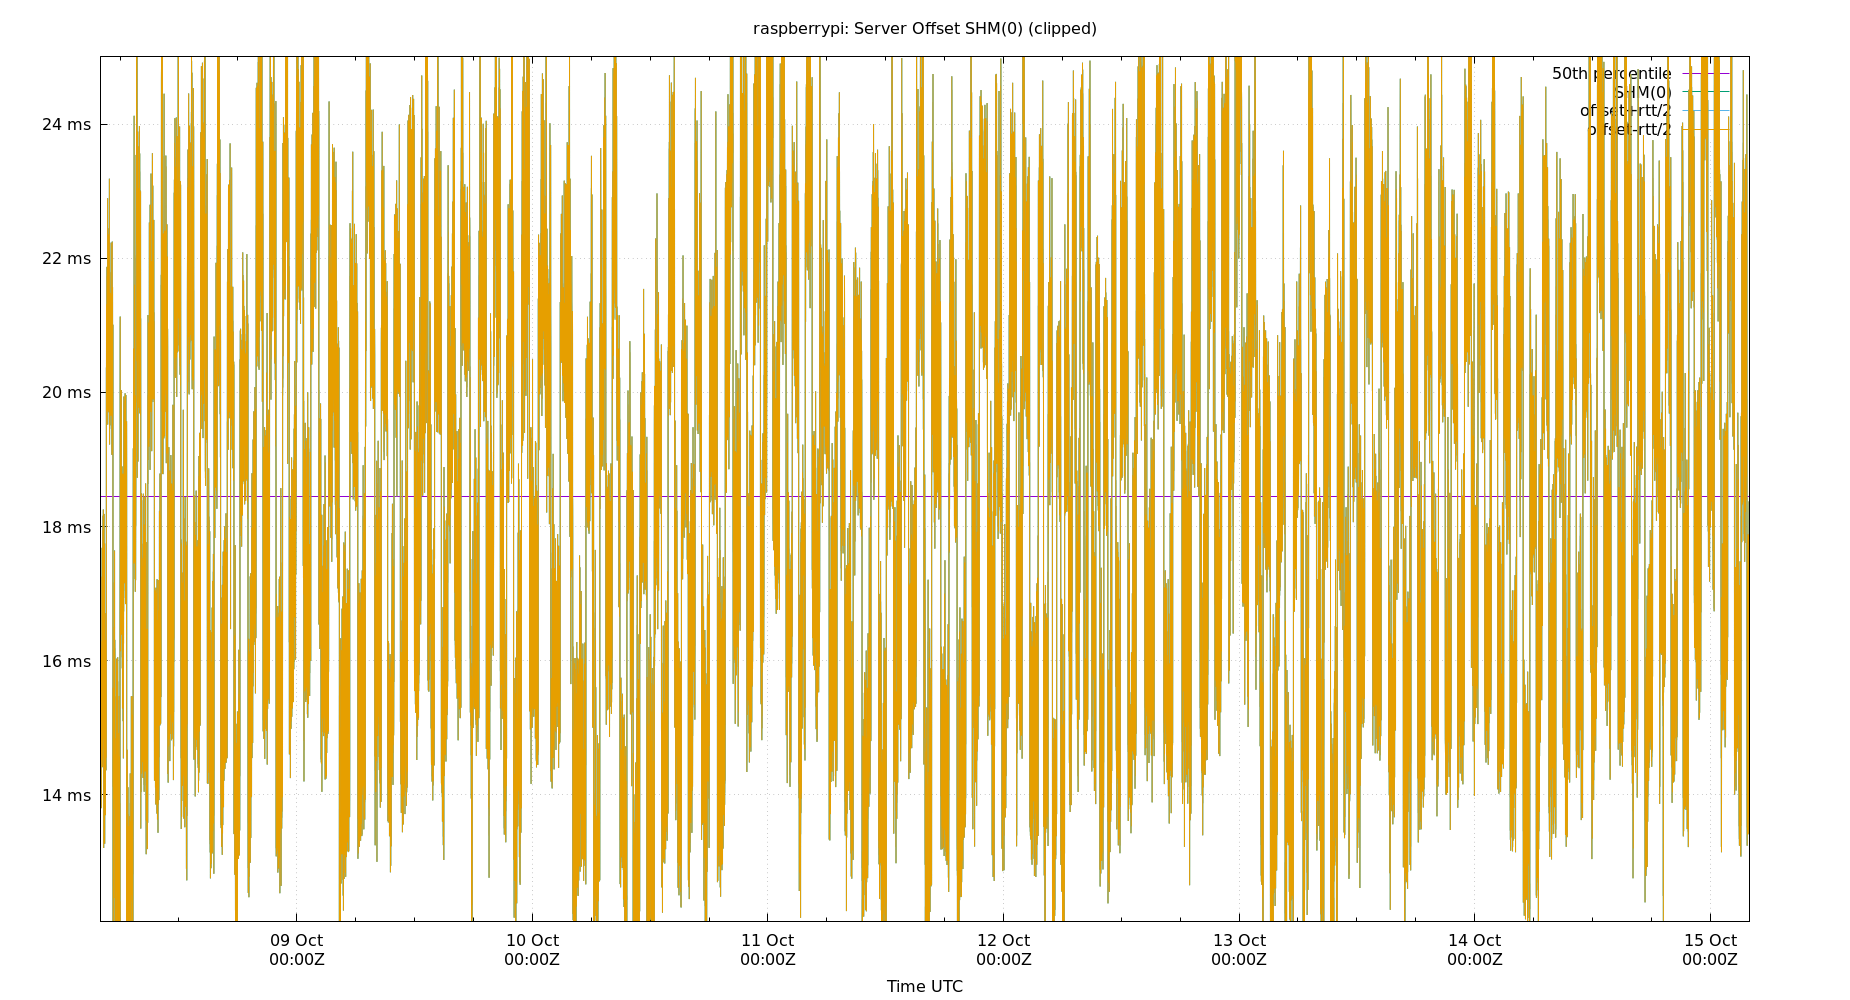 raspberrypi: Server Offset SHM(0) (clipped)
50th percentile
SHM(0)
offset+rtt/2
offset-rtt/2
24 ms
22 ms
20 ms
18 ms
16 ms
14 ms
09 Oct
00:00Z
10 Oct
00:00Z
11 Oct
00:00Z
12 Oct
00:00Z
13 Oct
00:00Z
14 Oct
00:00Z
15 Oct
00:00Z
Time UTC